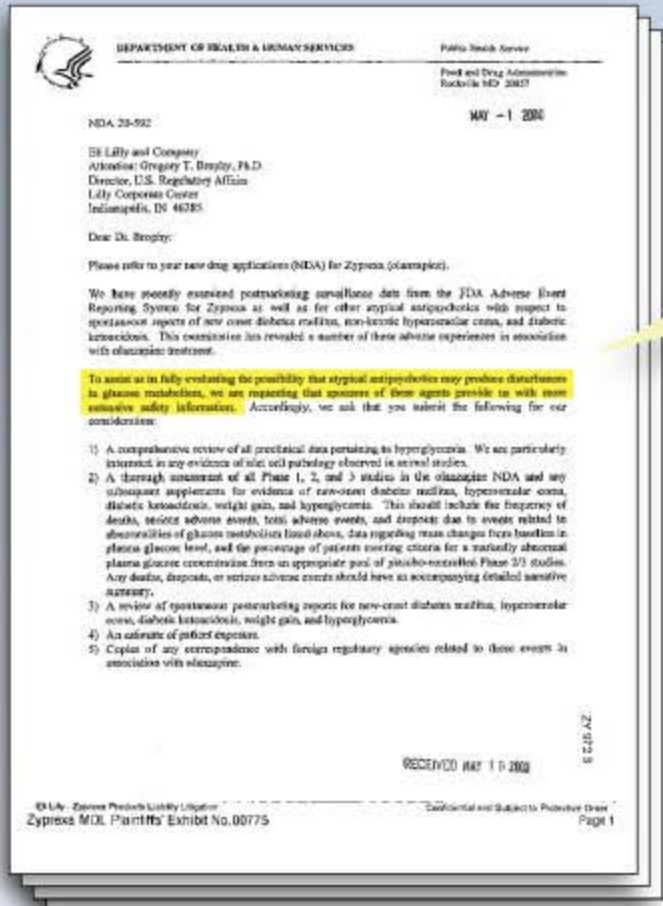 DEPARTMENT OF HEALTH & HUMAN SERVICES
Public Health Service
Food and Drug Administration
Rockville MD 20857
MAY -1 2000
NDA 20-592
Eli Lilly and Company
Attention: Gregory T. Brophy, Ph.D.
Director, U.S. Regulatory Affairs
Lilly Corporate Center
Indianapolis, IN 46285
Dear Dr. Brophy:
Please refer to your new drug applications (NDA) for Zyprexa (olanzapine).
We have recently examined postmarketing surveillance data from the FDA Adverse Event
Reporting System for Zyprexa as well as for other atypical antipsychotics with respect to
spontaneous reports of new onset diabetes mellitus, non-ketotic hyperosmolar coma, and diabetic
ketoacidosis. This examination has revealed a number of these adverse experiences in association
with olanzapine treatment.
To assist us in fully evaluating the possibility that atypical antipsychotics may produce disturbances
in glucose metabolism, we are requesting that sponsors of these agents provide us with more
extensive safety information. Accordingly, we ask that you submit the following for our
consideration:
1) A comprehensive review of all preclinical data pertaining to hyperglycemia. We are particularly
interested in any evidence of islet cell pathology observed in animal studies.
2) A thorough assessment of all Phase 1, 2, and 3 studies in the olanzapine NDA and any
subsequent supplements for evidence of new-onset diabetes mellitus, hyperosmolar coma,
diabetic ketoacidosis, weight gain, and hyperglycemia. This should include the frequency of
deaths, serious adverse events, total adverse events, and dropouts due to events related to
abnormalities of glucose metabolism listed above, data regarding mean changes from baseline in
plasma glucose level, and the percentage of patients meeting criteria for a markedly abnormal
plasma glucose concentration from an appropriate pool of placebo-controlled Phase 2/3 studies.
Any deaths, dropouts, or serious adverse events should have an accompanying detailed narrative
summary.
3) A review of spontaneous postmarketing reports for new-onset diabetes mellitus, hyperosmolar
coma, diabetic ketoacidosis, weight gain, and hyperglycemia.
4) An estimate of patient exposure.
5) Copies of any correspondence with foreign regulatory agencies related to these events in
association with olanzapine.
ZY 972 3
RECEIVED MAY 1 2000
Eli Lilly - Zyprexa Products Liability Litigation
Confidential and Subject to Protective Order
Zyprexa MDL Plaintiffs' Exhibit No.00775
Page 1